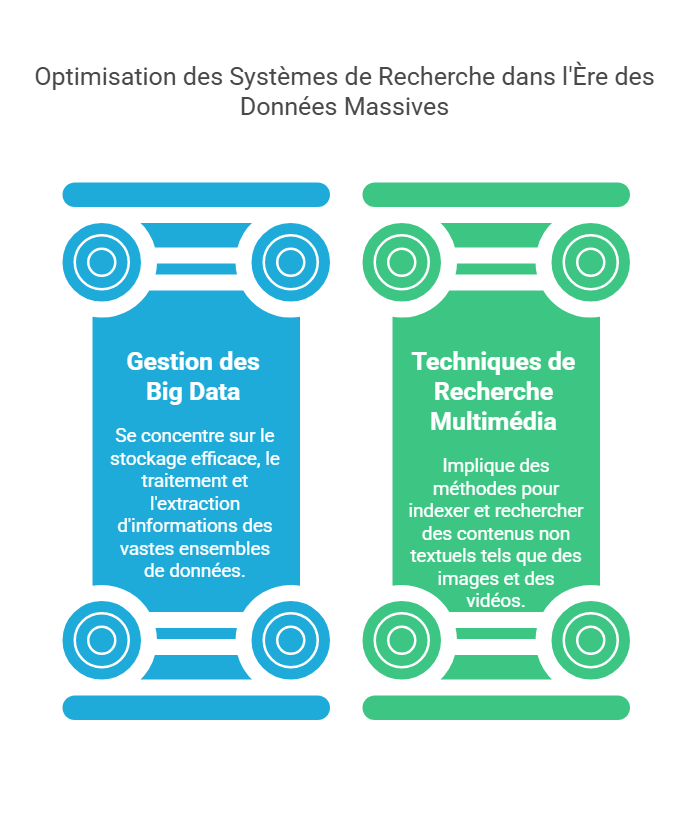 Optimisation des Systèmes de Recherche dans l'Ère des
Données Massives
Gestion des
Big Data
Se concentre sur le
stockage efficace, le
traitement et
l'extraction
d'informations des
vastes ensembles
de données.
Techniques de
Recherche
Multimédia
Implique des
méthodes pour
indexer et rechercher
des contenus non
textuels tels que des
images et des
vidéos.